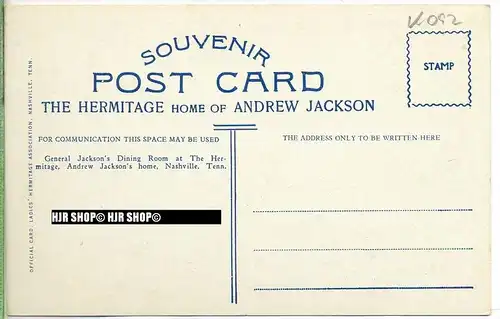 K-092
SOUVENIR
POST CARD
THE HERMITAGE HOME OF ANDREW JACKSON
STAMP
FOR COMMUNICATION THIS SPACE MAY BE USED
General Jackson's Dining Room at The Her-
mitage, Andrew Jackson's home, Nashville, Tenn.
HJR SHOP© HJR SHOP©
THE ADDRESS ONLY TO BE WRITTEN HERE
OFFICIAL CARD, LADIES' HERMITAGE ASSOCIATION, NASHVILLE, TENN.